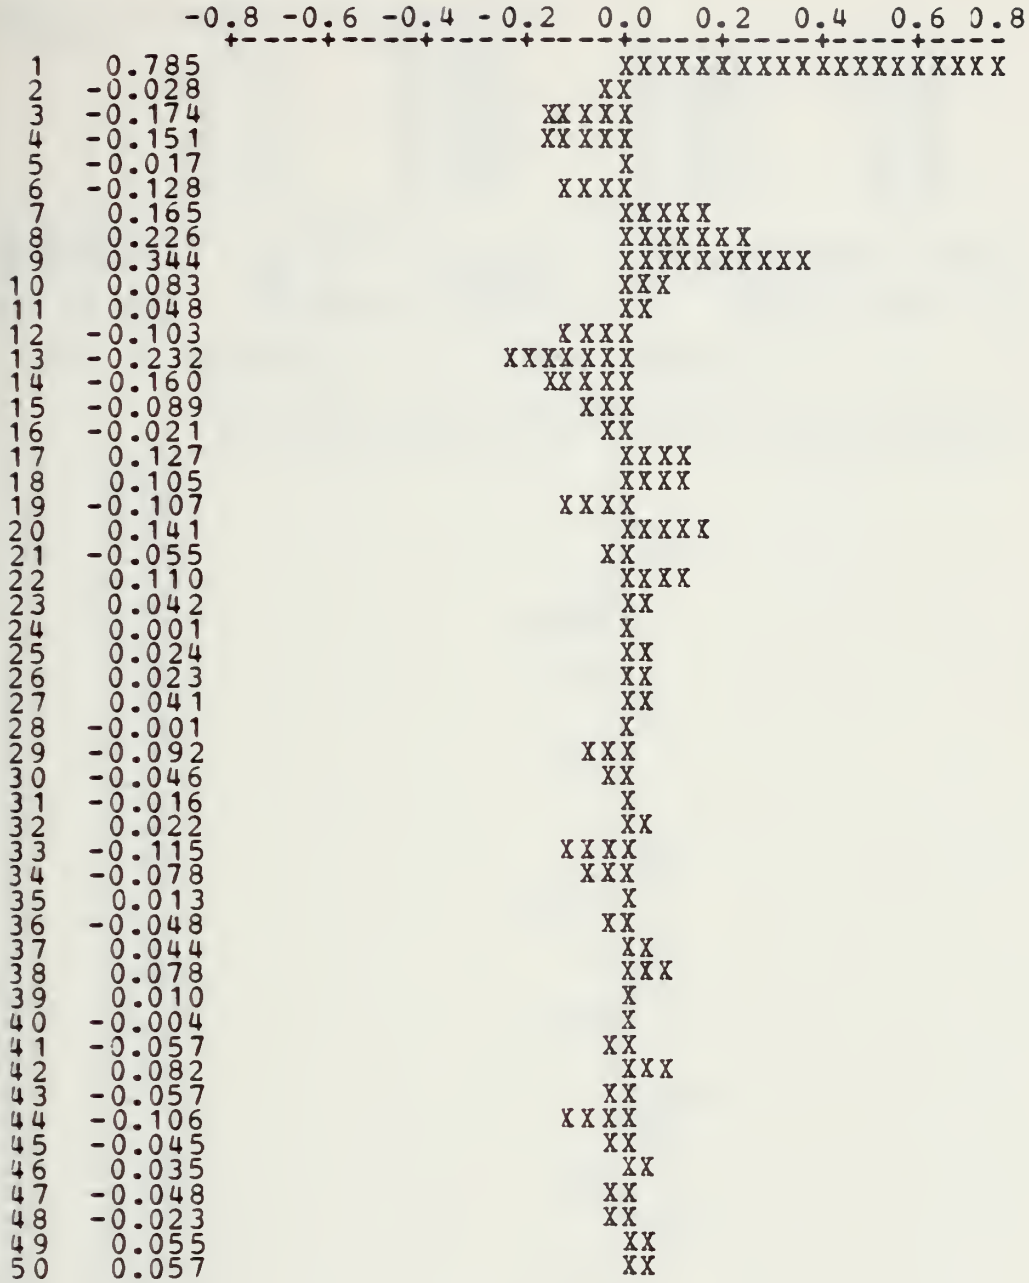 -0.8 -0.6 -0.4 -0.2 0.0 0.2 0.4 0.6 0.8
+----+----+----+----+----+----+----+----+
1 0.785 XXXXXXXXXXXXXXXXXXXXX
2 -0.028 XX
3 -0.174 XXXXX
4 -0.151 XXXXX
5 -0.017 X
6 -0.128 XXXX
7 0.165 XXXXX
8 0.226 XXXXXXX
9 0.344 XXXXXXXXXX
10 0.083 XXX
11 0.048 XX
12 -0.103 XXXX
13 -0.232 XXXXXXX
14 -0.160 XXXXX
15 -0.089 XXX
16 -0.021 XX
17 0.127 XXXX
18 0.105 XXXX
19 -0.107 XXXX
20 0.141 XXXXX
21 -0.055 XX
22 0.110 XXXX
23 0.042 XX
24 0.001 X
25 0.024 XX
26 0.023 XX
27 0.041 XX
28 -0.001 X
29 -0.092 XXX
30 -0.046 XX
31 -0.016 X
32 0.022 XX
33 -0.115 XXXX
34 -0.078 XXX
35 0.013 X
36 -0.048 XX
37 0.044 XX
38 0.078 XXX
39 0.010 X
40 -0.004 X
41 -0.057 XX
42 0.082 XXX
43 -0.057 XX
44 -0.106 XXXX
45 -0.045 XX
46 0.035 XX
47 -0.048 XX
48 -0.023 XX
49 0.055 XX
50 0.057 XX